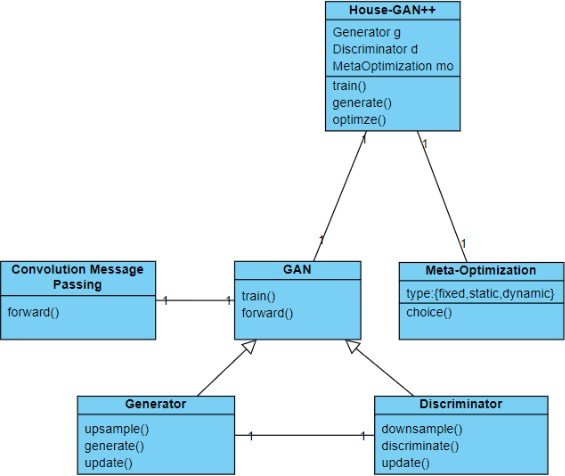 House-GAN++
Generator g
Discriminator d
MetaOptimization mo
train()
generate()
optimze()
1
1
1
1
Convolution Message
Passing
forward()
1
1
GAN
train()
forward()
Meta-Optimization
type:{fixed,static,dynamic}
choice()
Generator
upsample()
generate()
update()
1
1
Discriminator
downsample()
discriminate()
update()